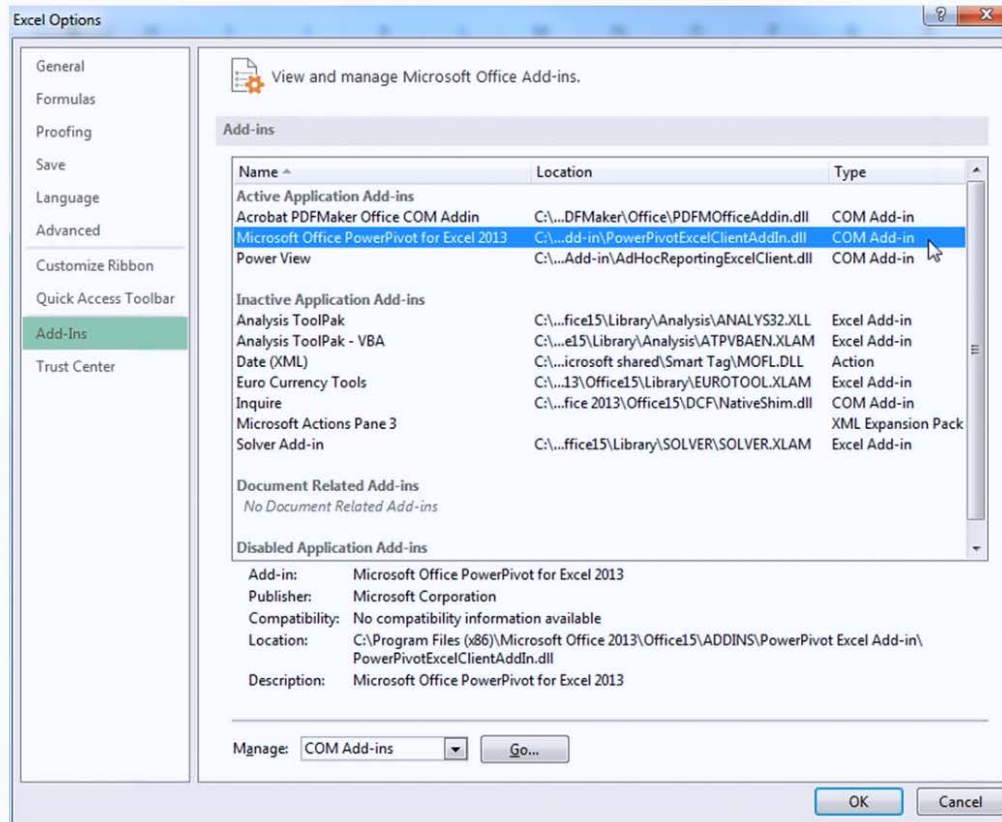 Excel Options
General
Formulas
Proofing
Save
Language
Advanced
Customize Ribbon
Quick Access Toolbar
Add-Ins
Trust Center
View and manage Microsoft Office Add-ins.
Add-ins
Name Location Type
Active Application Add-ins
Acrobat PDFMaker Office COM Addin C:\...DFMaker\Office\PDFMOfficeAddin.dll COM Add-in
Microsoft Office PowerPivot for Excel 2013 C:\...dd-in\PowerPivotExcelClientAddIn.dll COM Add-in
Power View C:\...Add-in\AdHocReportingExcelClient.dll COM Add-in
Inactive Application Add-ins
Analysis ToolPak C:\...fice15\Library\Analysis\ANALYS32.XLL Excel Add-in
Analysis ToolPak - VBA C:\...e15\Library\Analysis\ATPVBAEN.XLAM Excel Add-in
Date (XML) C:\...icrosoft shared\Smart Tag\MOFL.DLL Action
Euro Currency Tools C:\...13\Office15\Library\EUROTOOL.XLAM Excel Add-in
Inquire C:\...fice 2013\Office15\DCF\NativeShim.dll COM Add-in
Microsoft Actions Pane 3 XML Expansion Pack
Solver Add-in C:\...ffice15\Library\SOLVER\SOLVER.XLAM Excel Add-in
Document Related Add-ins
No Document Related Add-ins
Disabled Application Add-ins
Add-in: Microsoft Office PowerPivot for Excel 2013
Publisher: Microsoft Corporation
Compatibility: No compatibility information available
Location: C:\Program Files (x86)\Microsoft Office 2013\Office15\ADDINS\PowerPivot Excel Add-in\
PowerPivotExcelClientAddIn.dll
Description: Microsoft Office PowerPivot for Excel 2013
Manage: COM Add-ins Go...
OK Cancel